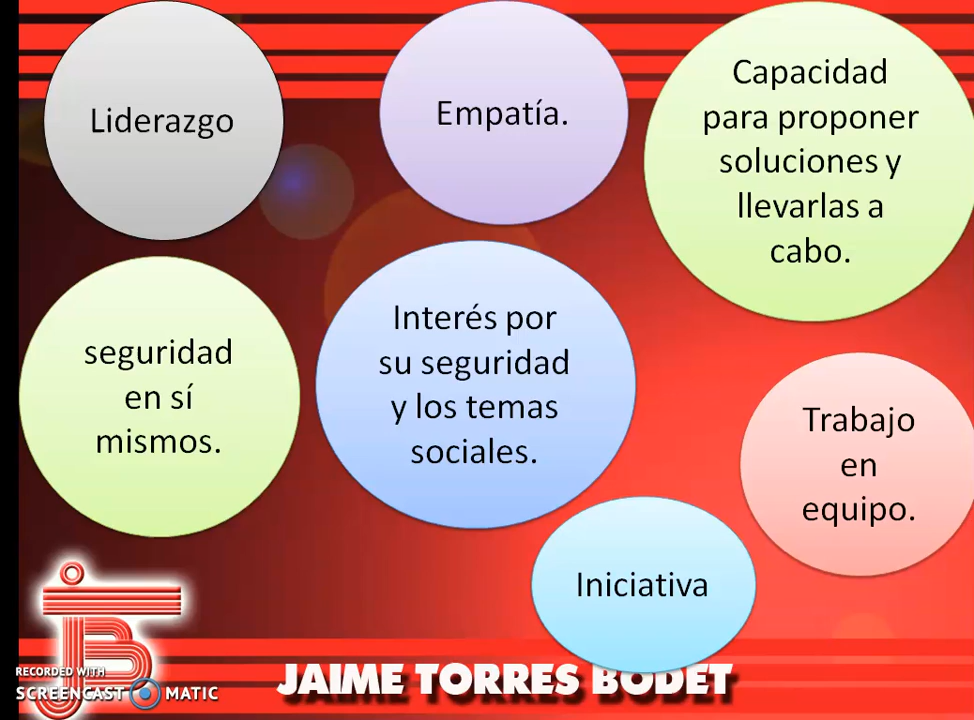 Liderazgo
Empatía.
Capacidad
para proponer
soluciones y
llevarlas a
cabo.
seguridad
en sí
mismos.
Interés por
su seguridad
y los temas
sociales.
Trabajo
en
equipo.
Iniciativa
RECORDED WITH
SCREENCAST MATIC
JAIME TORRES BODET